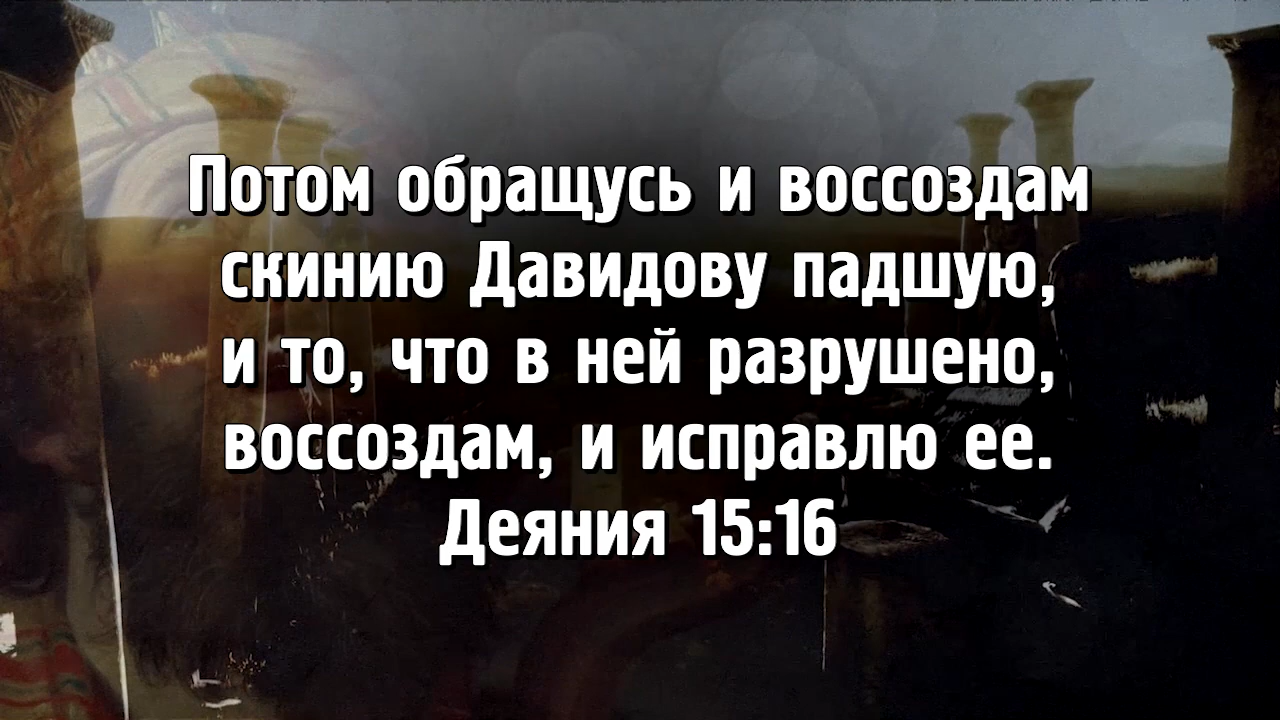 Потом обращусь и воссоздам
скинию Давидову падшую,
и то, что в ней разрушено,
воссоздам, и исправлю ее.
Деяния 15:16